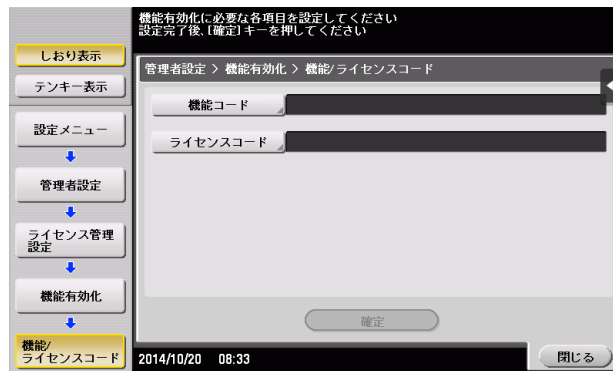 機能有効化に必要な各項目を設定してください
設定完了後、[確定]キーを押してください
しおり表示
テンキー表示
設定メニュー
管理者設定
ライセンス管理
設定
機能有効化
機能/
ライセンスコード
管理者設定 > 機能有効化 > 機能/ライセンスコード
機能コード
ライセンスコード
確定
2014/10/20 08:33
閉じる